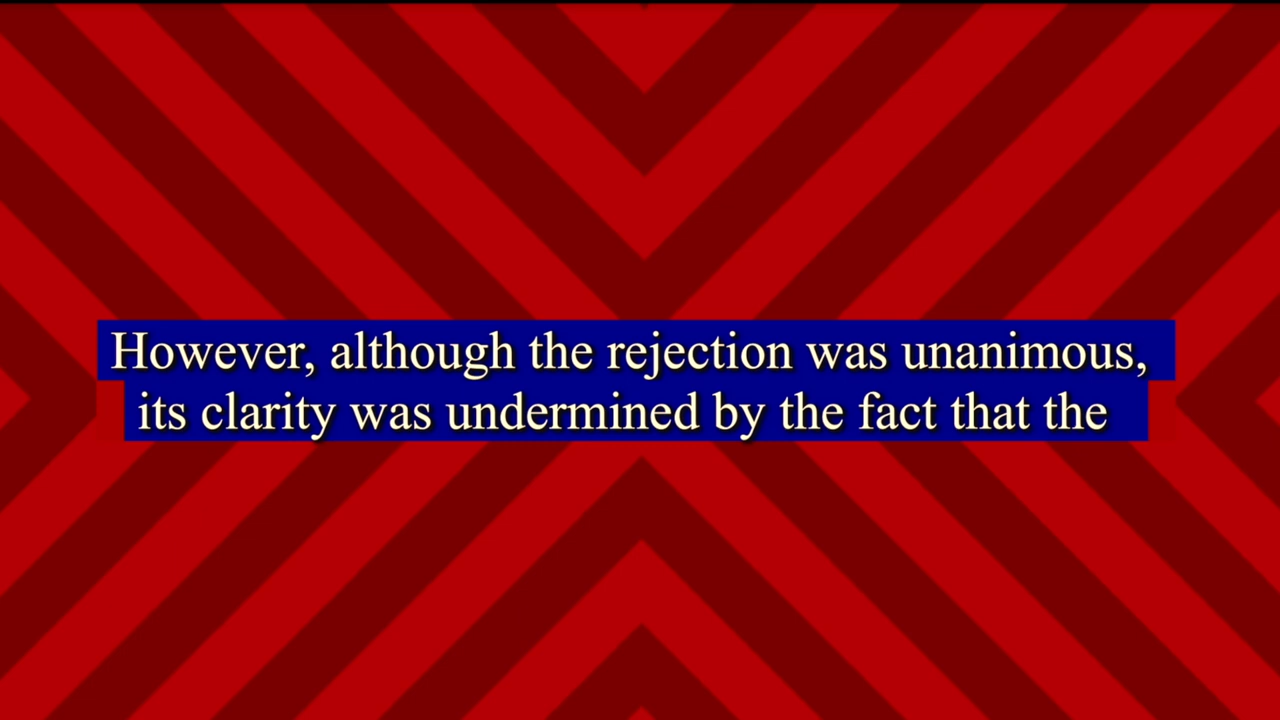 However, although the rejection was unanimous,
its clarity was undermined by the fact that the